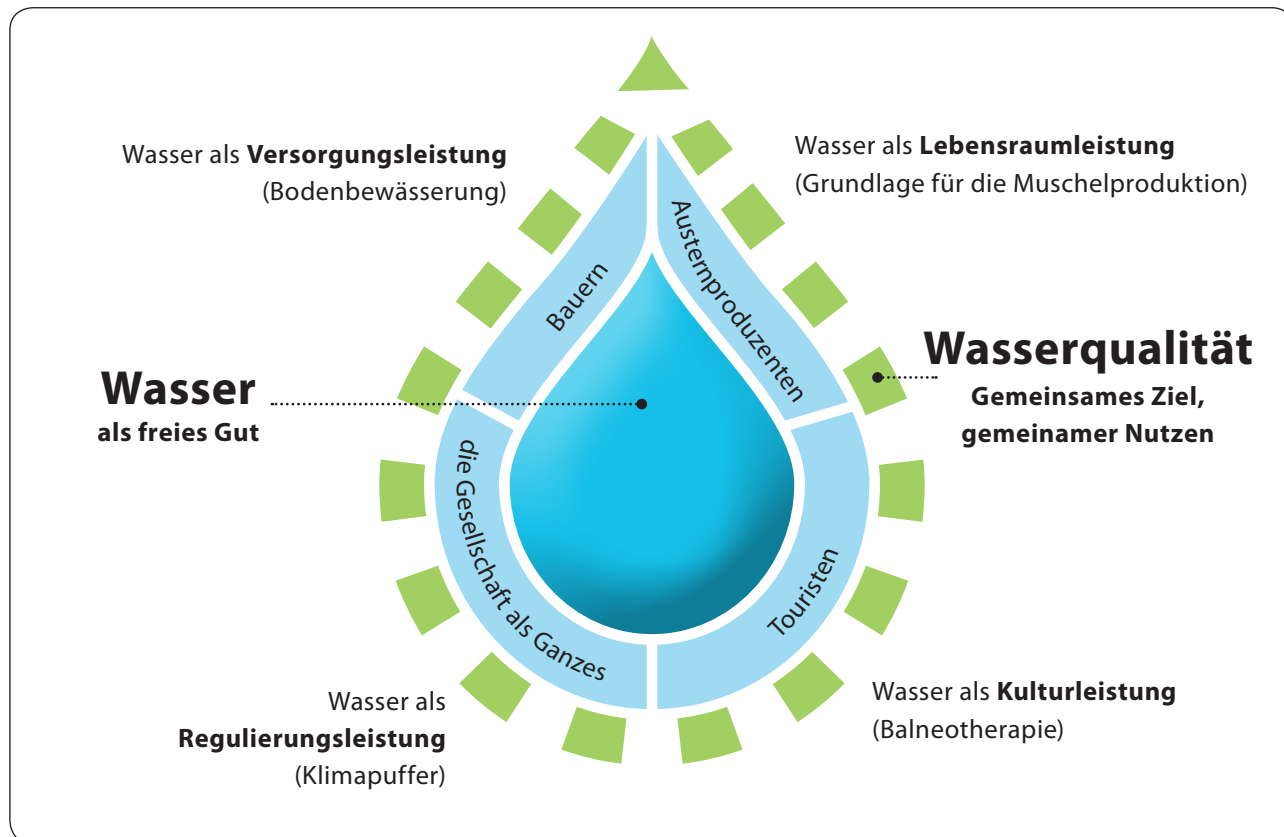 Wasser als Versorgungsleistung
(Bodenbewässerung)
Wasser als Lebensraumleistung
(Grundlage für die Muschelproduktion)
Bauern
Austernproduzenten
Wasser
als freies Gut
Wasserqualität
Gemeinsames Ziel,
gemeinamer Nutzen
die Gesellschaft als Ganzes
Touristen
Wasser als
Regulierungsleistung
(Klimapuffer)
Wasser als Kulturleistung
(Balneotherapie)